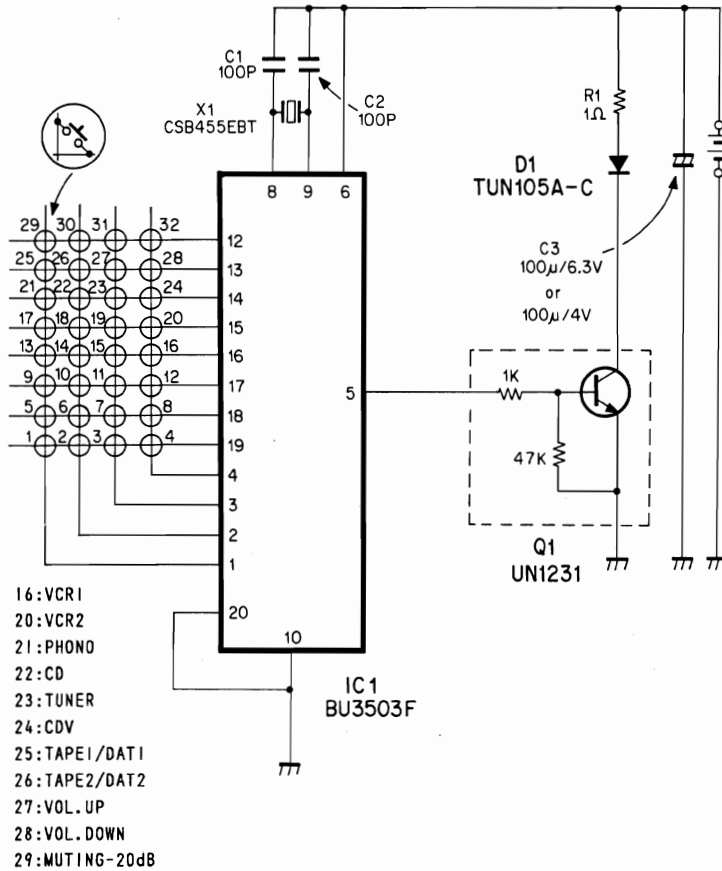 C1
100P
C2
100P
X1
CSB455EBT
R1
1Ω
D1
TUN105A-C
C3
100μ/6.3V
or
100μ/4V
8 9 6
29 30 31 32 12
25 26 27 28 13
21 22 23 24 14
17 18 19 20 15
13 14 15 16 16
9 10 11 12 17
5 6 7 8 18
1 2 3 4 19
4
3
2
1
20
10
5
1K
47K
Q1
UN1231
IC1
BU3503F
16:VCR1
20:VCR2
21:PHONO
22:CD
23:TUNER
24:CDV
25:TAPE1/DAT1
26:TAPE2/DAT2
27:VOL.UP
28:VOL.DOWN
29:MUTING-20dB